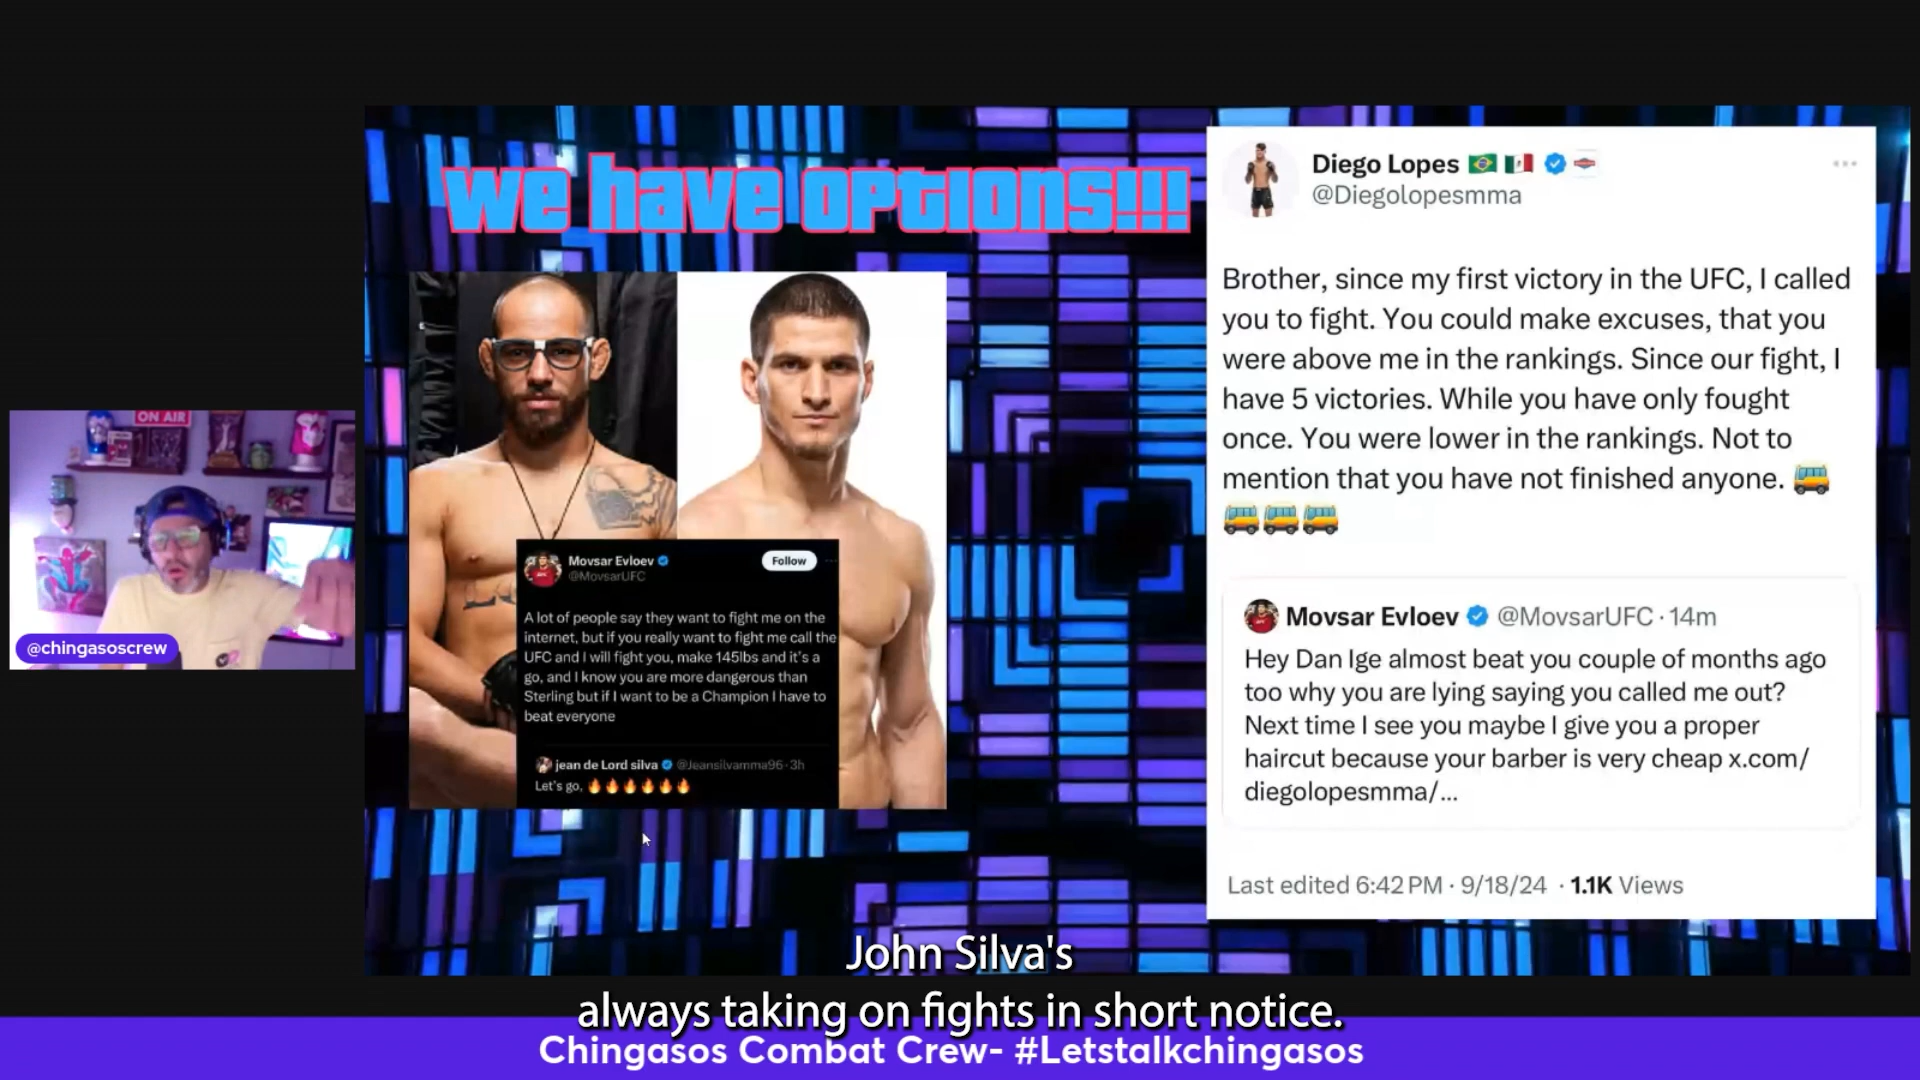 we have options!!!
ON AIR
@chingasoscrew
Movsar Evloev
@MovsarUFC
Follow
A lot of people say they want to fight me on the
internet, but if you really want to fight me call the
UFC and I will fight you, make 145lbs and it's a
go, and I know you are more dangerous than
Sterling but if I want to be a Champion I have to
beat everyone
jean de Lord silva @Jeansilvamma96·3h
Let's go, 🔥🔥🔥🔥🔥🔥
Diego Lopes 🇧🇷 🇲🇽
@Diegolopesmma
Brother, since my first victory in the UFC, I called
you to fight. You could make excuses, that you
were above me in the rankings. Since our fight, I
have 5 victories. While you have only fought
once. You were lower in the rankings. Not to
mention that you have not finished anyone. 🚌
🚌🚌🚌
Movsar Evloev @MovsarUFC · 14m
Hey Dan Ige almost beat you couple of months ago
too why you are lying saying you called me out?
Next time I see you maybe I give you a proper
haircut because your barber is very cheap x.com/
diegolopesmma/...
Last edited 6:42 PM · 9/18/24 · 1.1K Views
John Silva's
always taking on fights in short notice.
Chingasos Combat Crew- #Letstalkchingasos